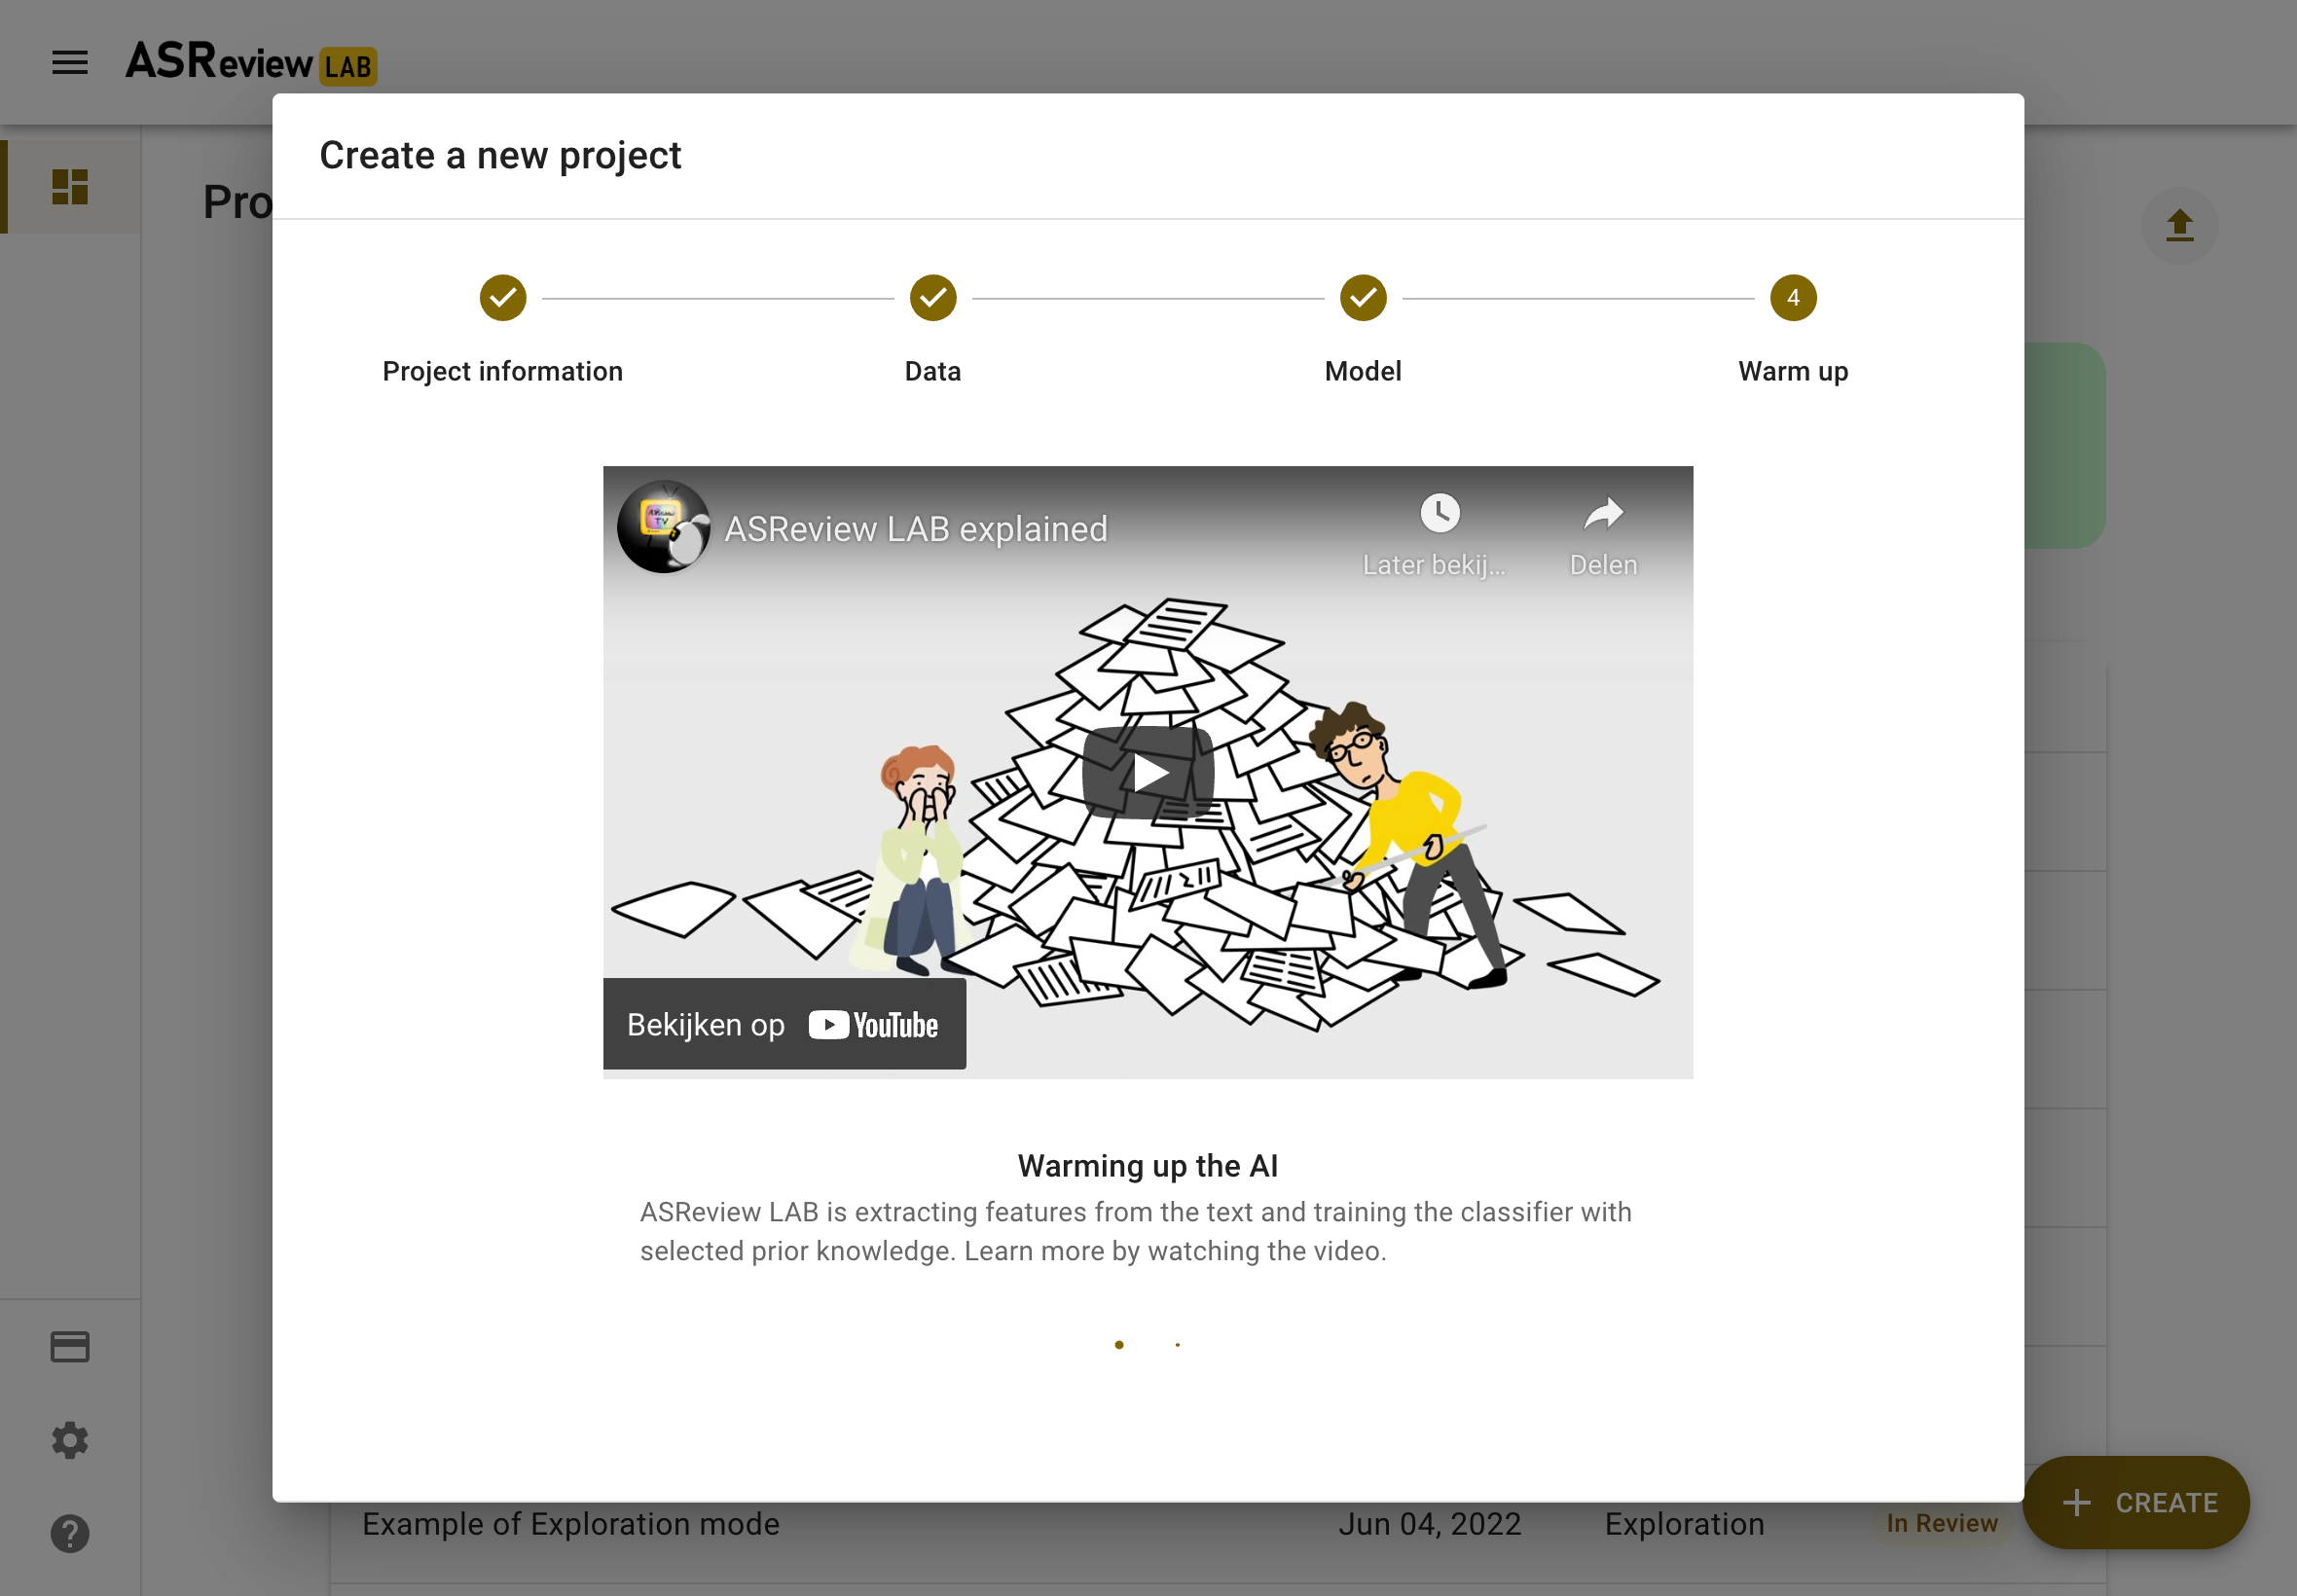 ASReview LAB
Create a new project
Pro
4
Project information
Data
Model
Warm up
TV
ASReview LAB explained
Later bekij...
Delen
Bekijken op YouTube
Warming up the AI
ASReview LAB is extracting features from the text and training the classifier with
selected prior knowledge. Learn more by watching the video.
Example of Exploration mode
Jun 04, 2022
Exploration
In Review
CREATE